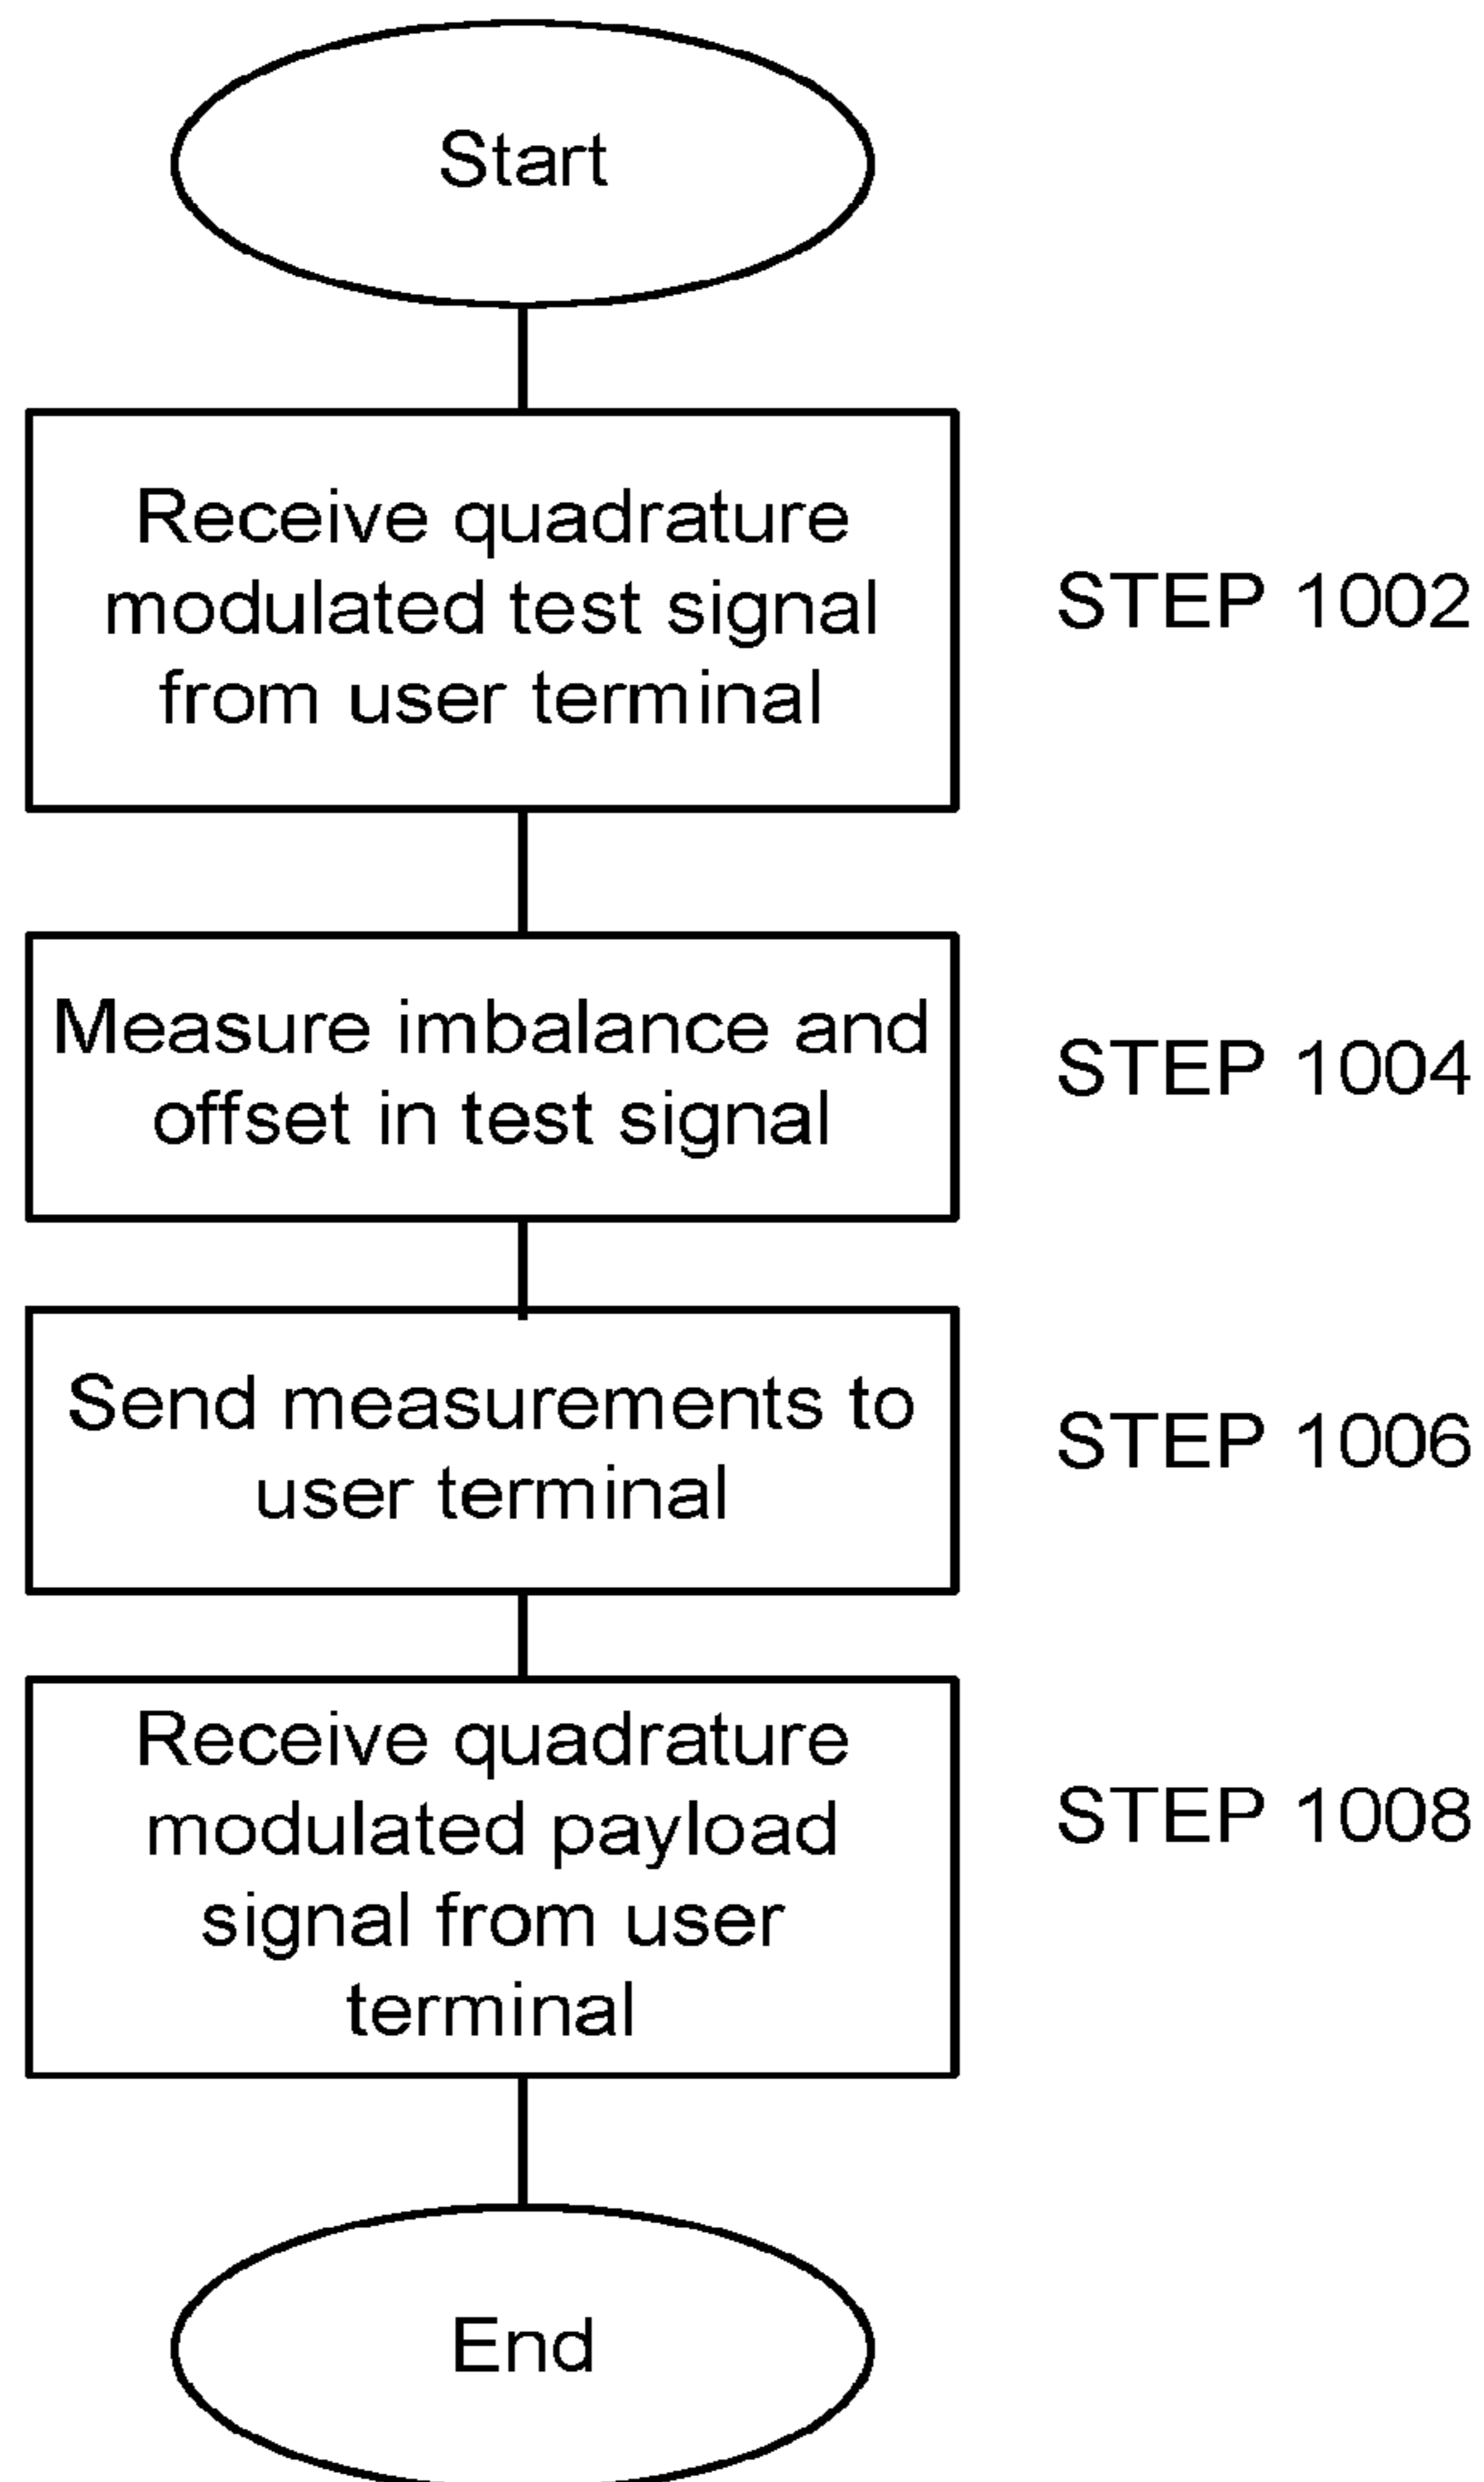 Start
Receive quadrature
modulated test signal
from user terminal
STEP 1002
Measure imbalance and
offset in test signal
STEP 1004
Send measurements to
user terminal
STEP 1006
Receive quadrature
modulated payload
signal from user
terminal
STEP 1008
End